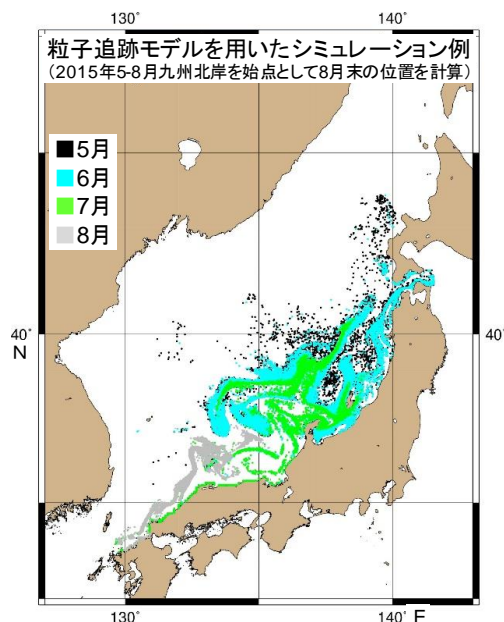 130˚
140˚
粒子追跡モデルを用いたシミュレーション例
(2015年5-8月九州北岸を始点として8月末の位置を計算)
5月
6月
7月
8月
40˚
N
40˚
130˚
140˚
E